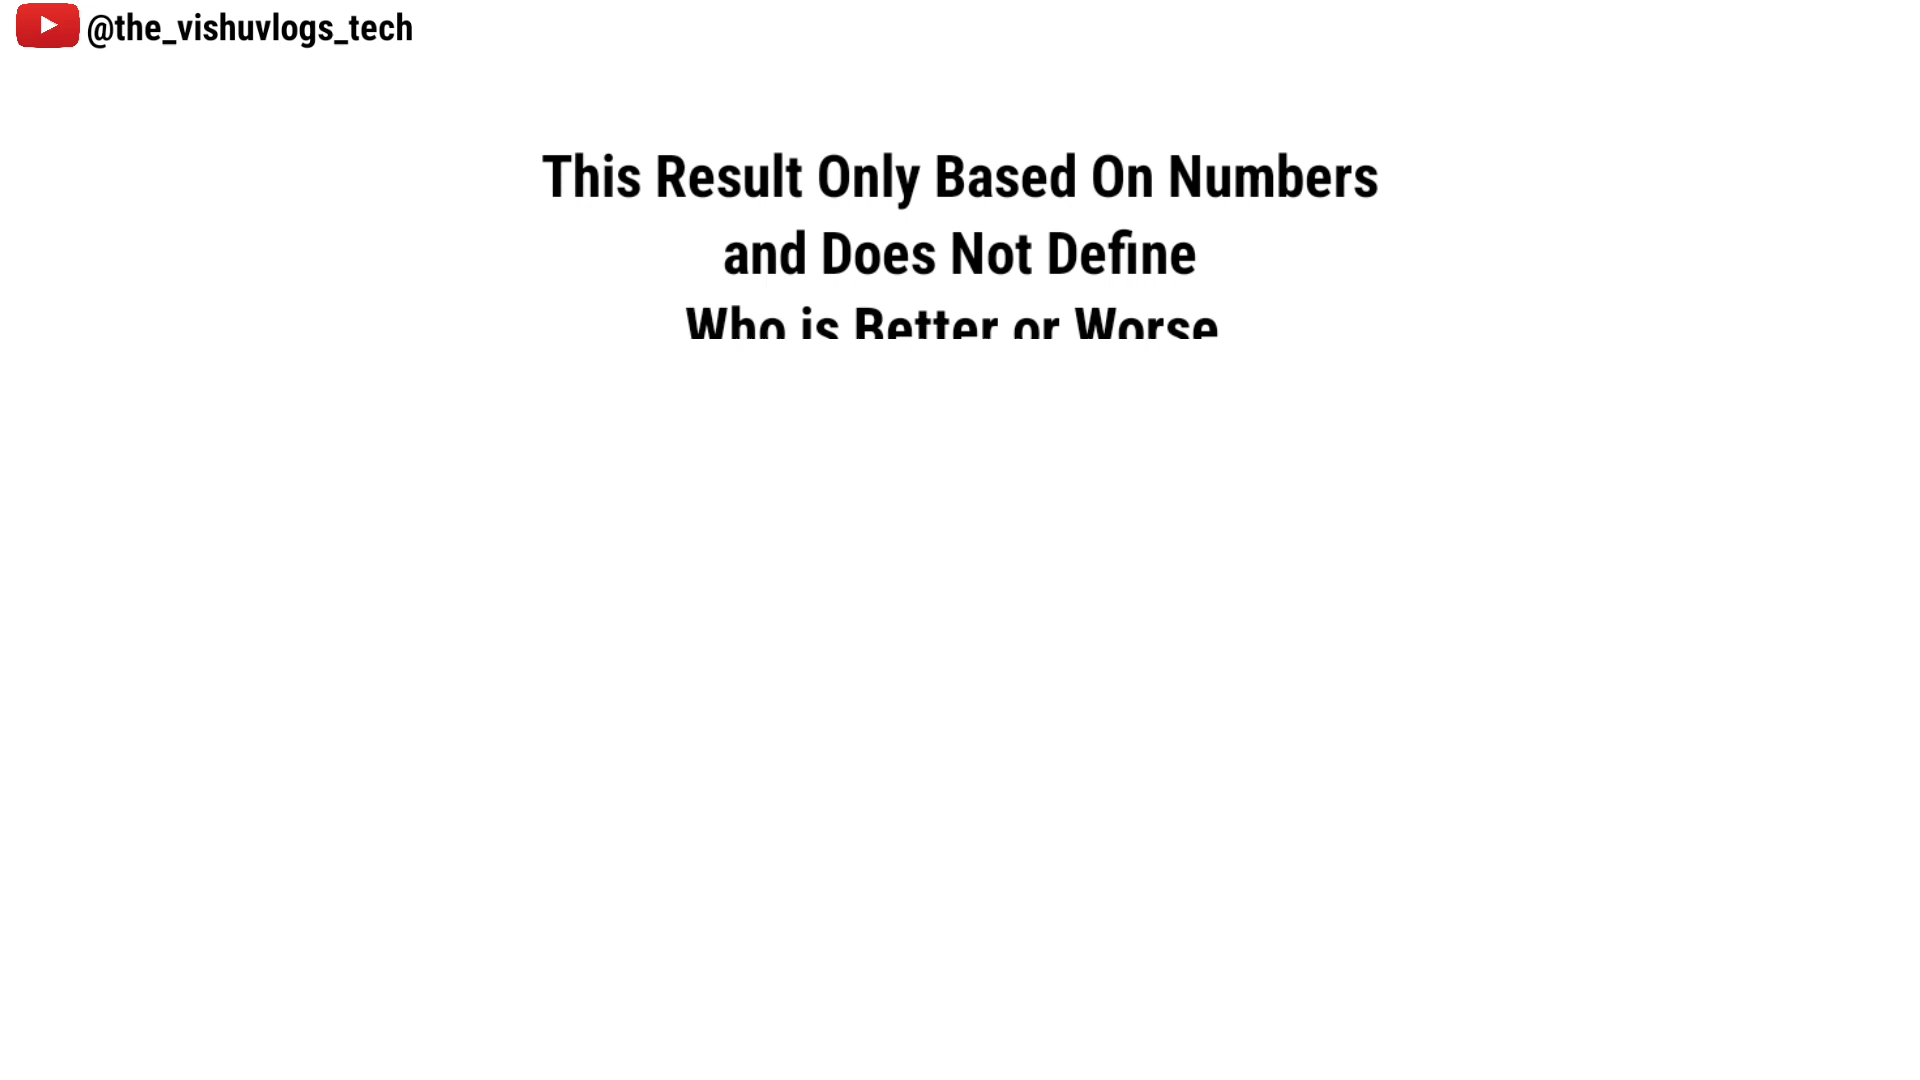 @the_vishuvlogs_tech
This Result Only Based On Numbers
and Does Not Define
Who is Better or Worse